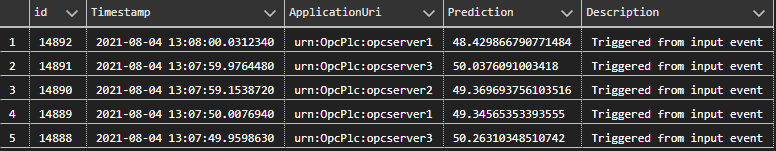 id Timestamp ApplicationUri Prediction Description
1 14892 2021-08-04 13:08:00.0312340 urn:OpcPlc:opcserver1 48.429866790771484 Triggered from input event
2 14891 2021-08-04 13:07:59.9764480 urn:OpcPlc:opcserver3 50.0376091003418 Triggered from input event
3 14890 2021-08-04 13:07:59.1538720 urn:OpcPlc:opcserver2 49.369693756103516 Triggered from input event
4 14889 2021-08-04 13:07:50.0076940 urn:OpcPlc:opcserver1 49.34565353393555 Triggered from input event
5 14888 2021-08-04 13:07:49.9598630 urn:OpcPlc:opcserver3 50.26310348510742 Triggered from input event